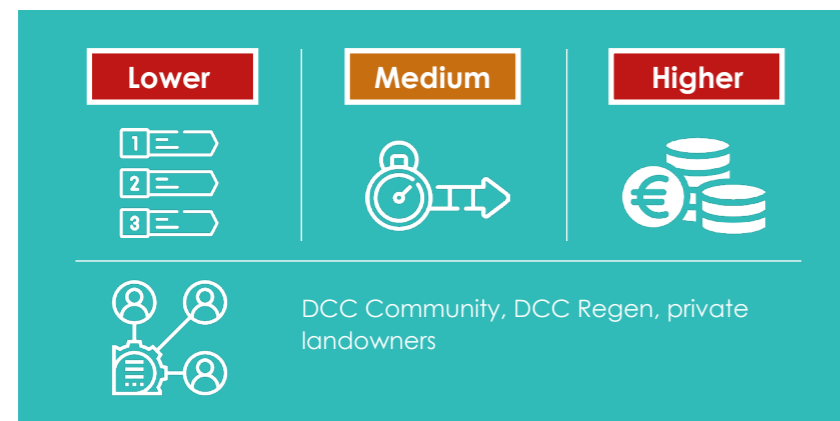 Lower
Medium
Higher
1
2
3
€
DCC Community, DCC Regen, private
landowners